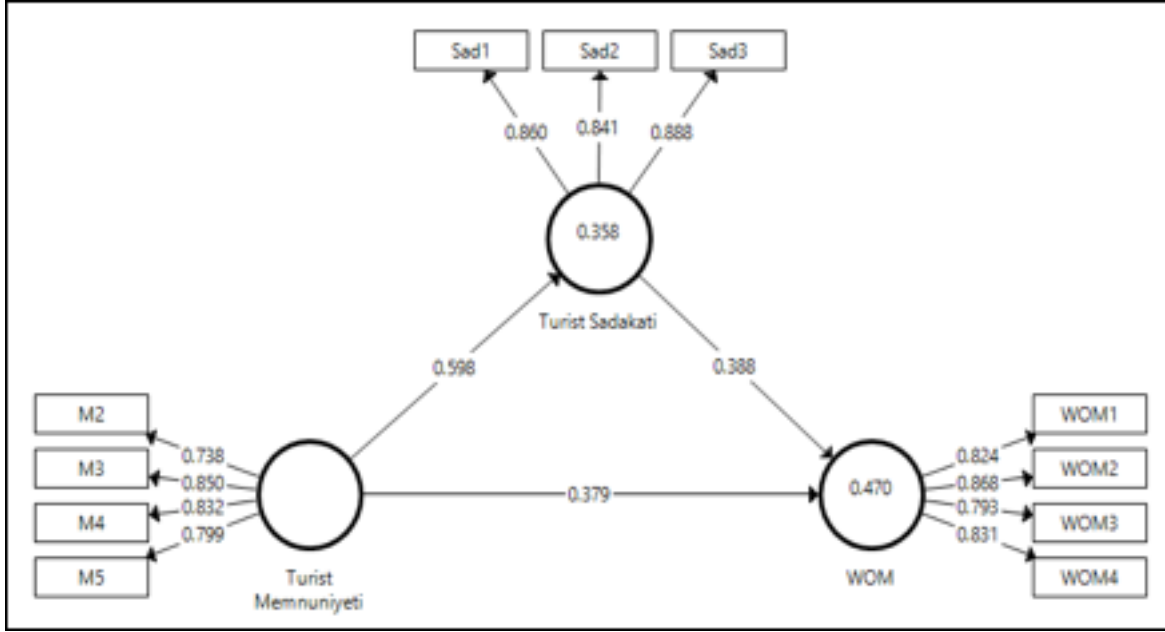 Sad1 Sad2 Sad3
0.860 0.841 0.888
0.358
Turist Sadakati
0.598 0.388
M2
M3
M4
M5
0.738
0.850
0.832
0.799
Turist
Memnuniyeti
0.379
0.470
WOM
0.824
0.868
0.793
0.831
WOM1
WOM2
WOM3
WOM4